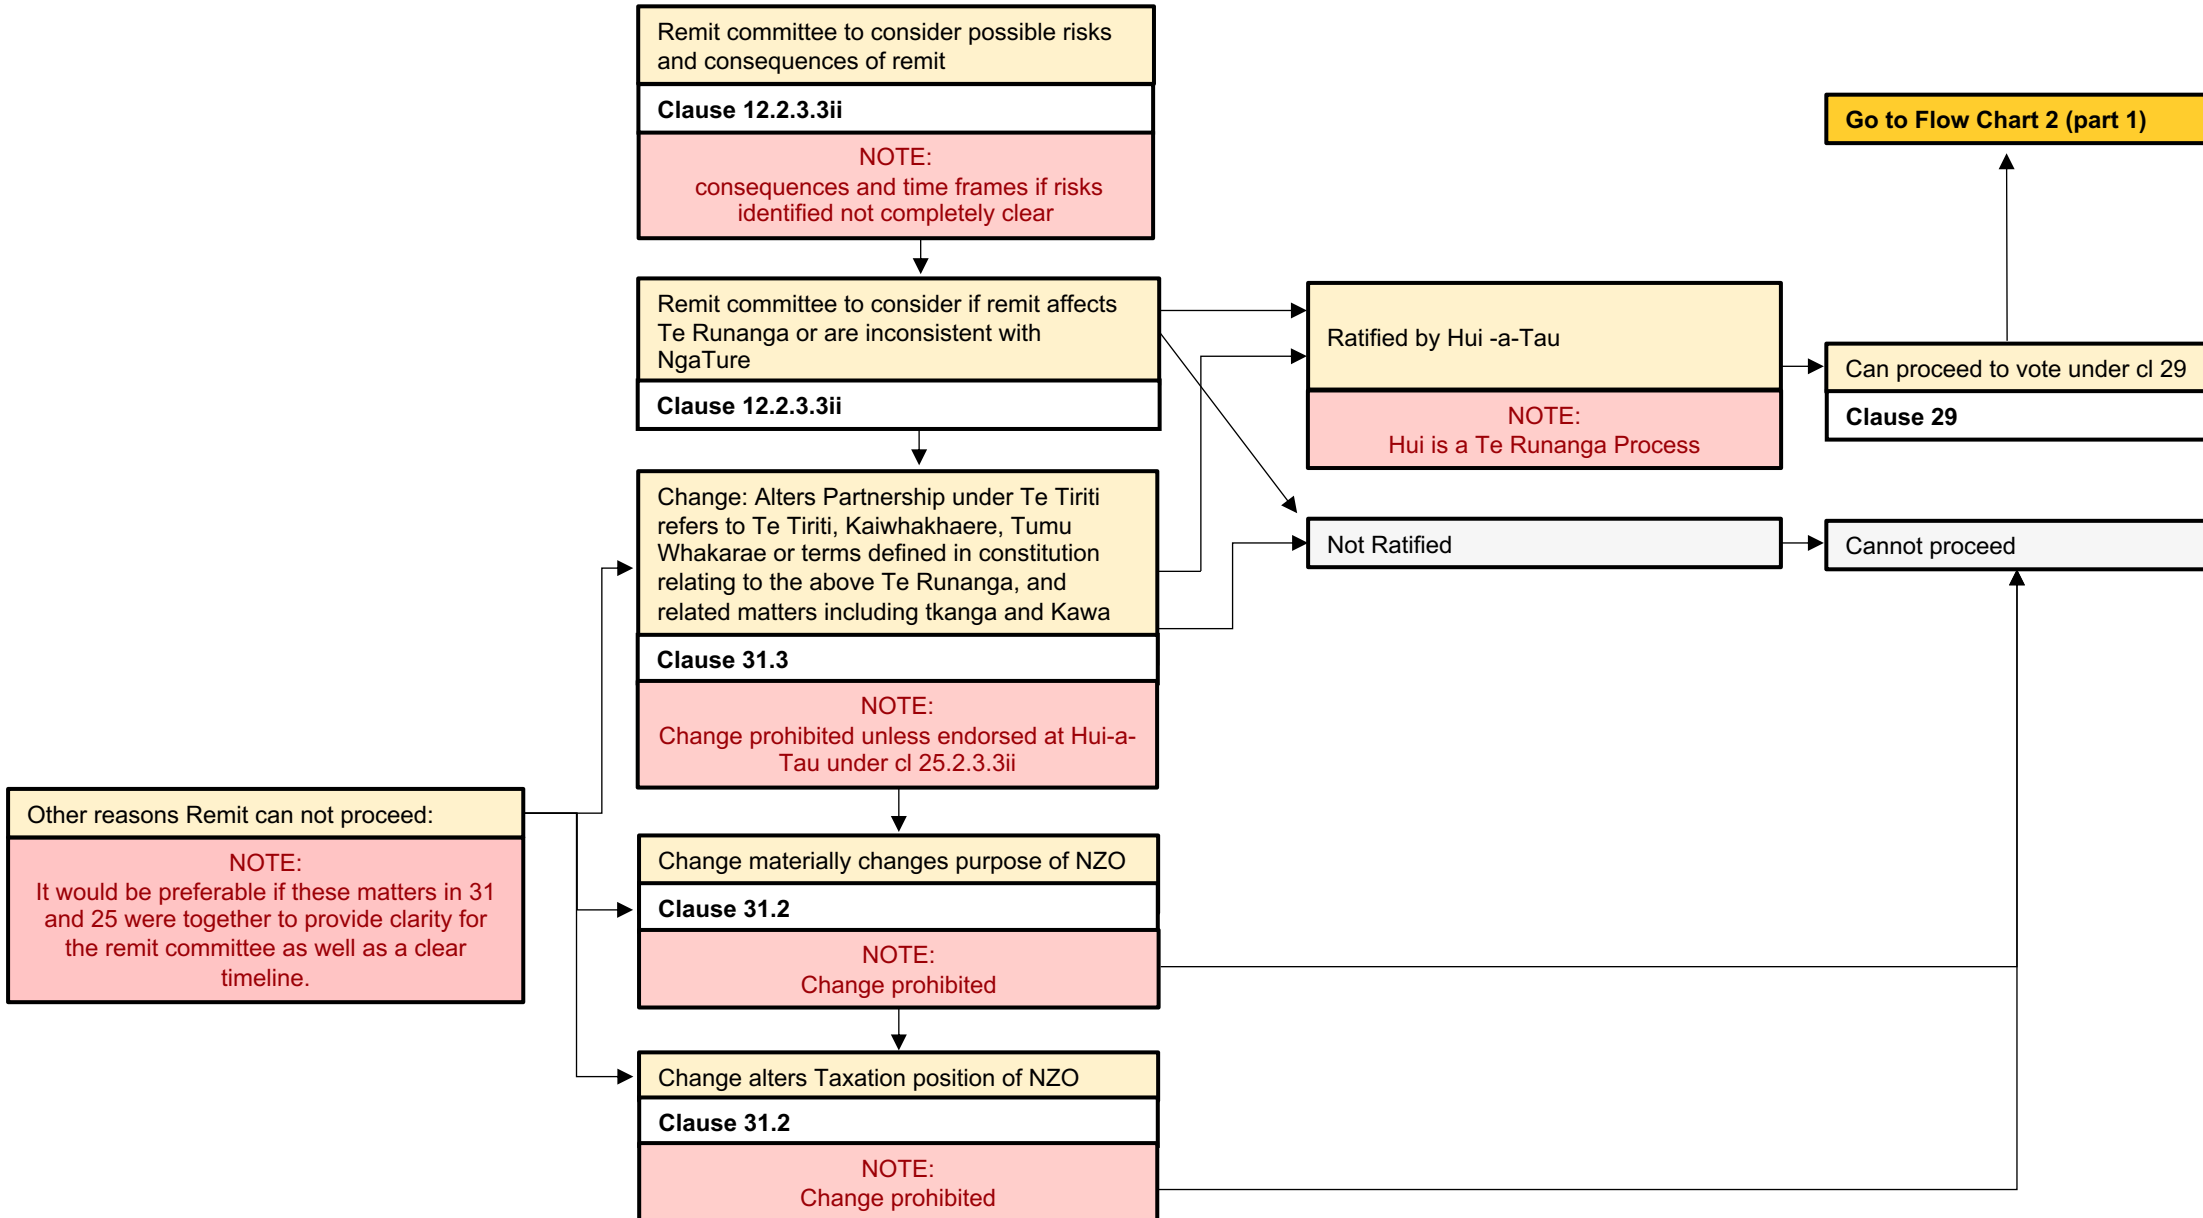 Remit committee to consider possible risks
and consequences of remit
Clause 12.2.3.3ii
NOTE:
consequences and time frames if risks
identified not completely clear
Go to Flow Chart 2 (part 1)
Remit committee to consider if remit affects
Te Runanga or are inconsistent with
NgaTure
Clause 12.2.3.3ii
Ratified by Hui -a-Tau
NOTE:
Hui is a Te Runanga Process
Can proceed to vote under cl 29
Clause 29
Change: Alters Partnership under Te Tiriti
refers to Te Tiriti, Kaiwhakhaere, Tumu
Whakarae or terms defined in constitution
relating to the above Te Runanga, and
related matters including tkanga and Kawa
Clause 31.3
NOTE:
Change prohibited unless endorsed at Hui-a-
Tau under cl 25.2.3.3ii
Not Ratified
Cannot proceed
Other reasons Remit can not proceed:
NOTE:
It would be preferable if these matters in 31
and 25 were together to provide clarity for
the remit committee as well as a clear
timeline.
Change materially changes purpose of NZO
Clause 31.2
NOTE:
Change prohibited
Change alters Taxation position of NZO
Clause 31.2
NOTE:
Change prohibited